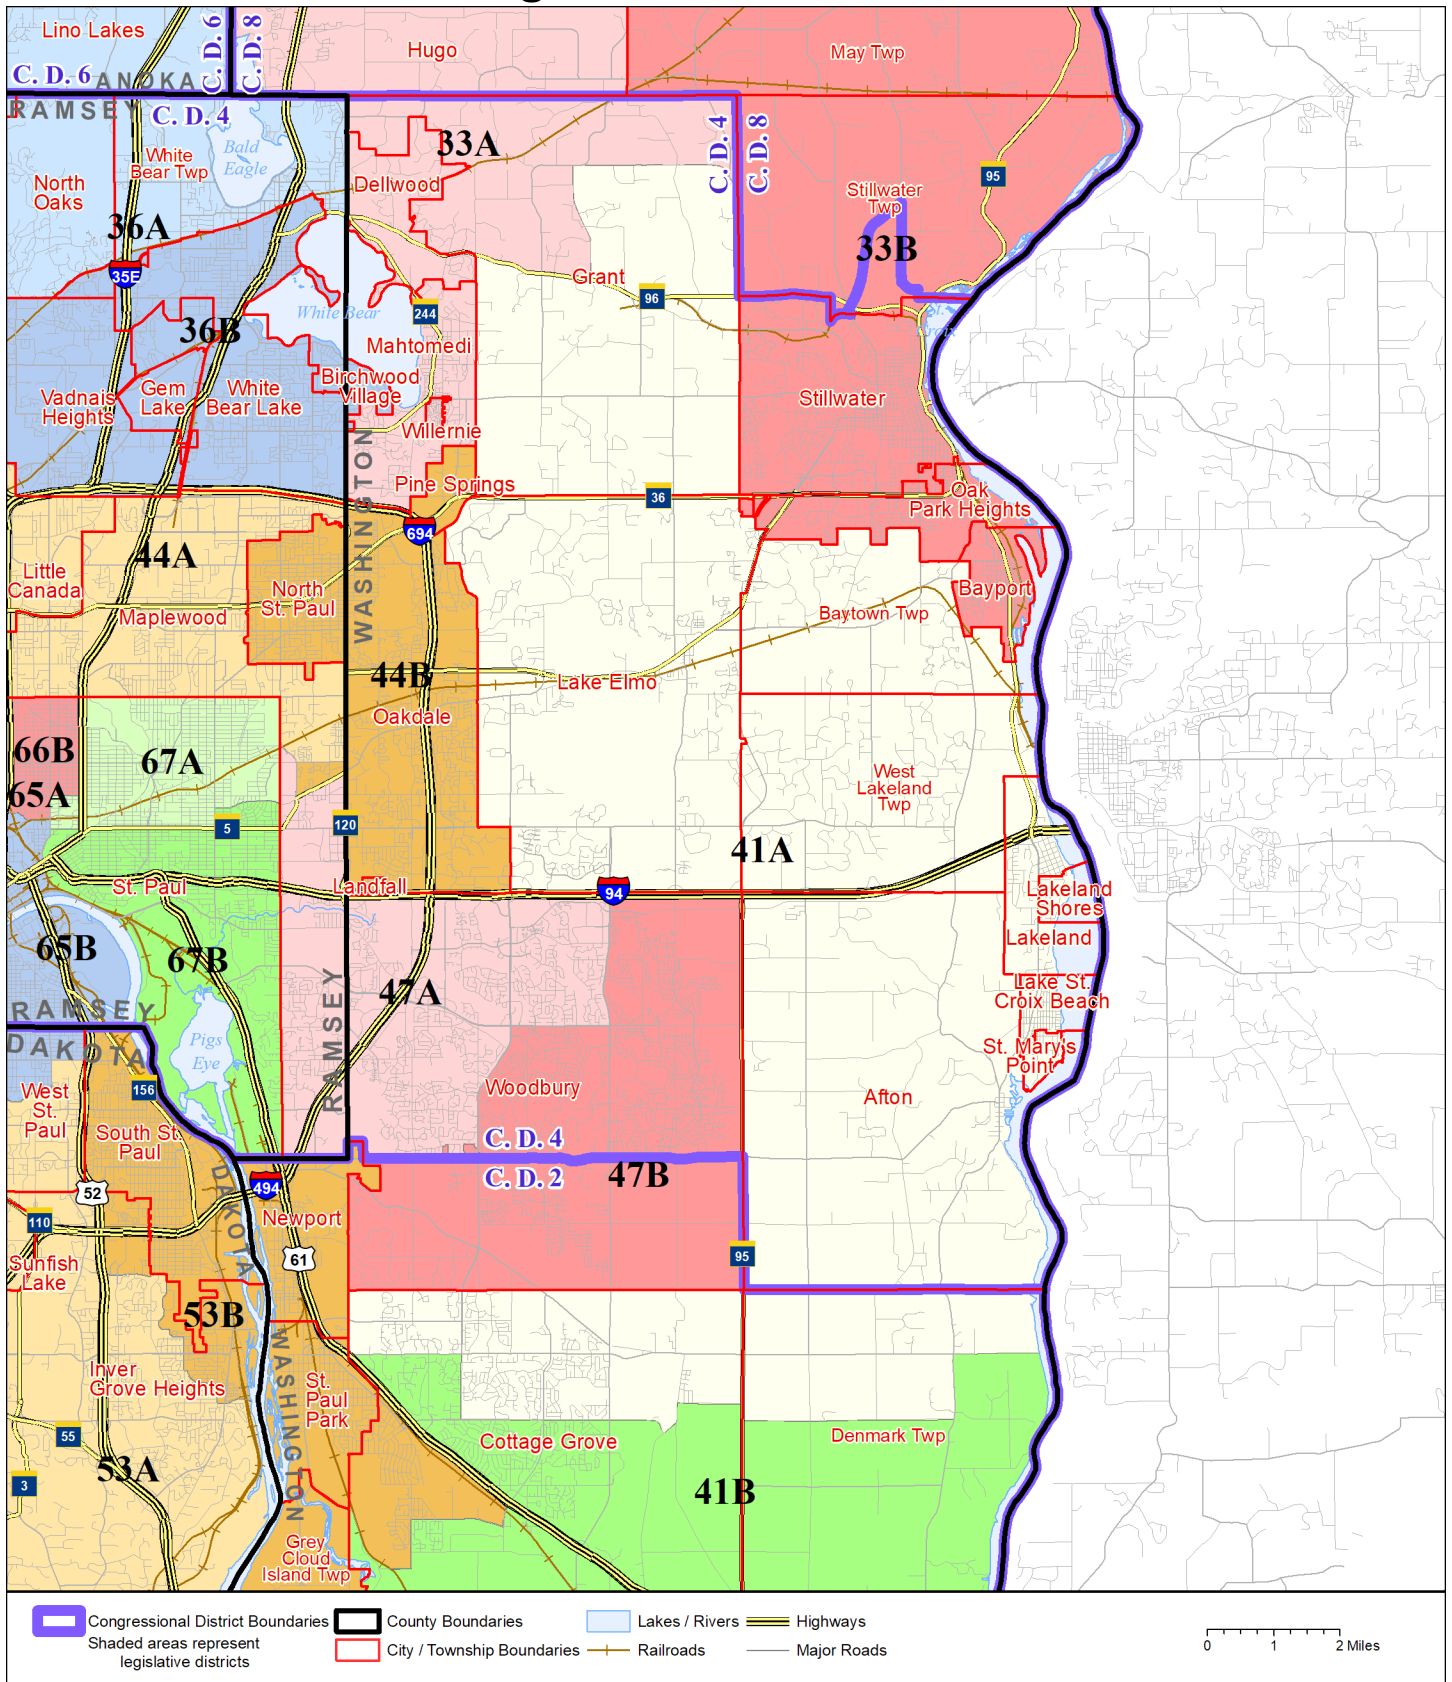 Lino Lakes
C. D. 6
C. D. 8
Hugo
May Twp
C. D. 6
ANOKA
RAMSEY
C. D. 4
White
Bear Twp
Bald
Eagle
33A
C. D. 4
C. D. 8
North
Oaks
Dellwood
Stillwater
Twp
95
36A
33B
35E
Grant
96
White Bear
244
St.
Croix
36B
Mahtomedi
Birchwood
Village
Vadnais
Heights
Gem
Lake
White
Bear Lake
Stillwater
Willernie
WASHINGTON
Pine Springs
36
Oak
Park Heights
694
44A
Little
Canada
North
St. Paul
Maplewood
Bayport
Baytown Twp
44B
Lake Elmo
Oakdale
66B
67A
65A
West
Lakeland
Twp
5
120
41A
St. Paul
Landfall
94
Lakeland
Shores
Lakeland
65B
67B
47A
Lake St.
Croix Beach
RAMSEY
RAMSEY
DAKOTA
Pigs
Eye
St. Mary's
Point
156
Woodbury
Afton
West
St.
Paul
South St.
Paul
C. D. 4
C. D. 2
47B
52
494
DAKOTA
110
Newport
61
95
Sunfish
Lake
53B
WASHINGTON
Inver
Grove Heights
St.
Paul
Park
55
Cottage Grove
Denmark Twp
53A
3
41B
Grey
Cloud
Island Twp
Congressional District Boundaries
County Boundaries
Lakes / Rivers
Highways
Shaded areas represent
legislative districts
City / Township Boundaries
Railroads
Major Roads
0 1 2 Miles